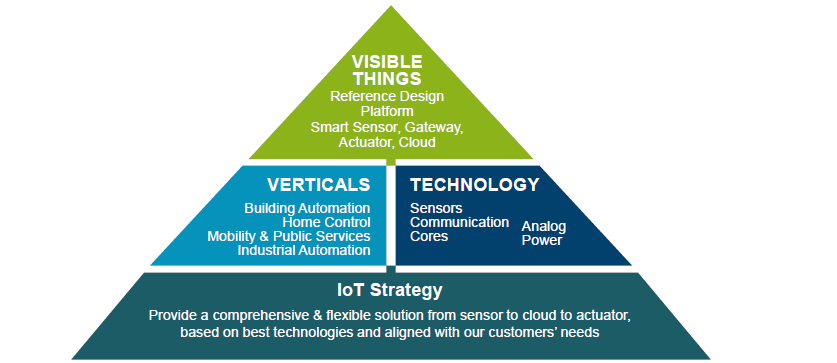 VISIBLE
THINGS
Reference Design
Platform
Smart Sensor, Gateway,
Actuator, Cloud
VERTICALS
Building Automation
Home Control
Mobility & Public Services
Industrial Automation
TECHNOLOGY
Sensors
Communication
Cores
Analog
Power
IoT Strategy
Provide a comprehensive & flexible solution from sensor to cloud to actuator,
based on best technologies and aligned with our customers’ needs